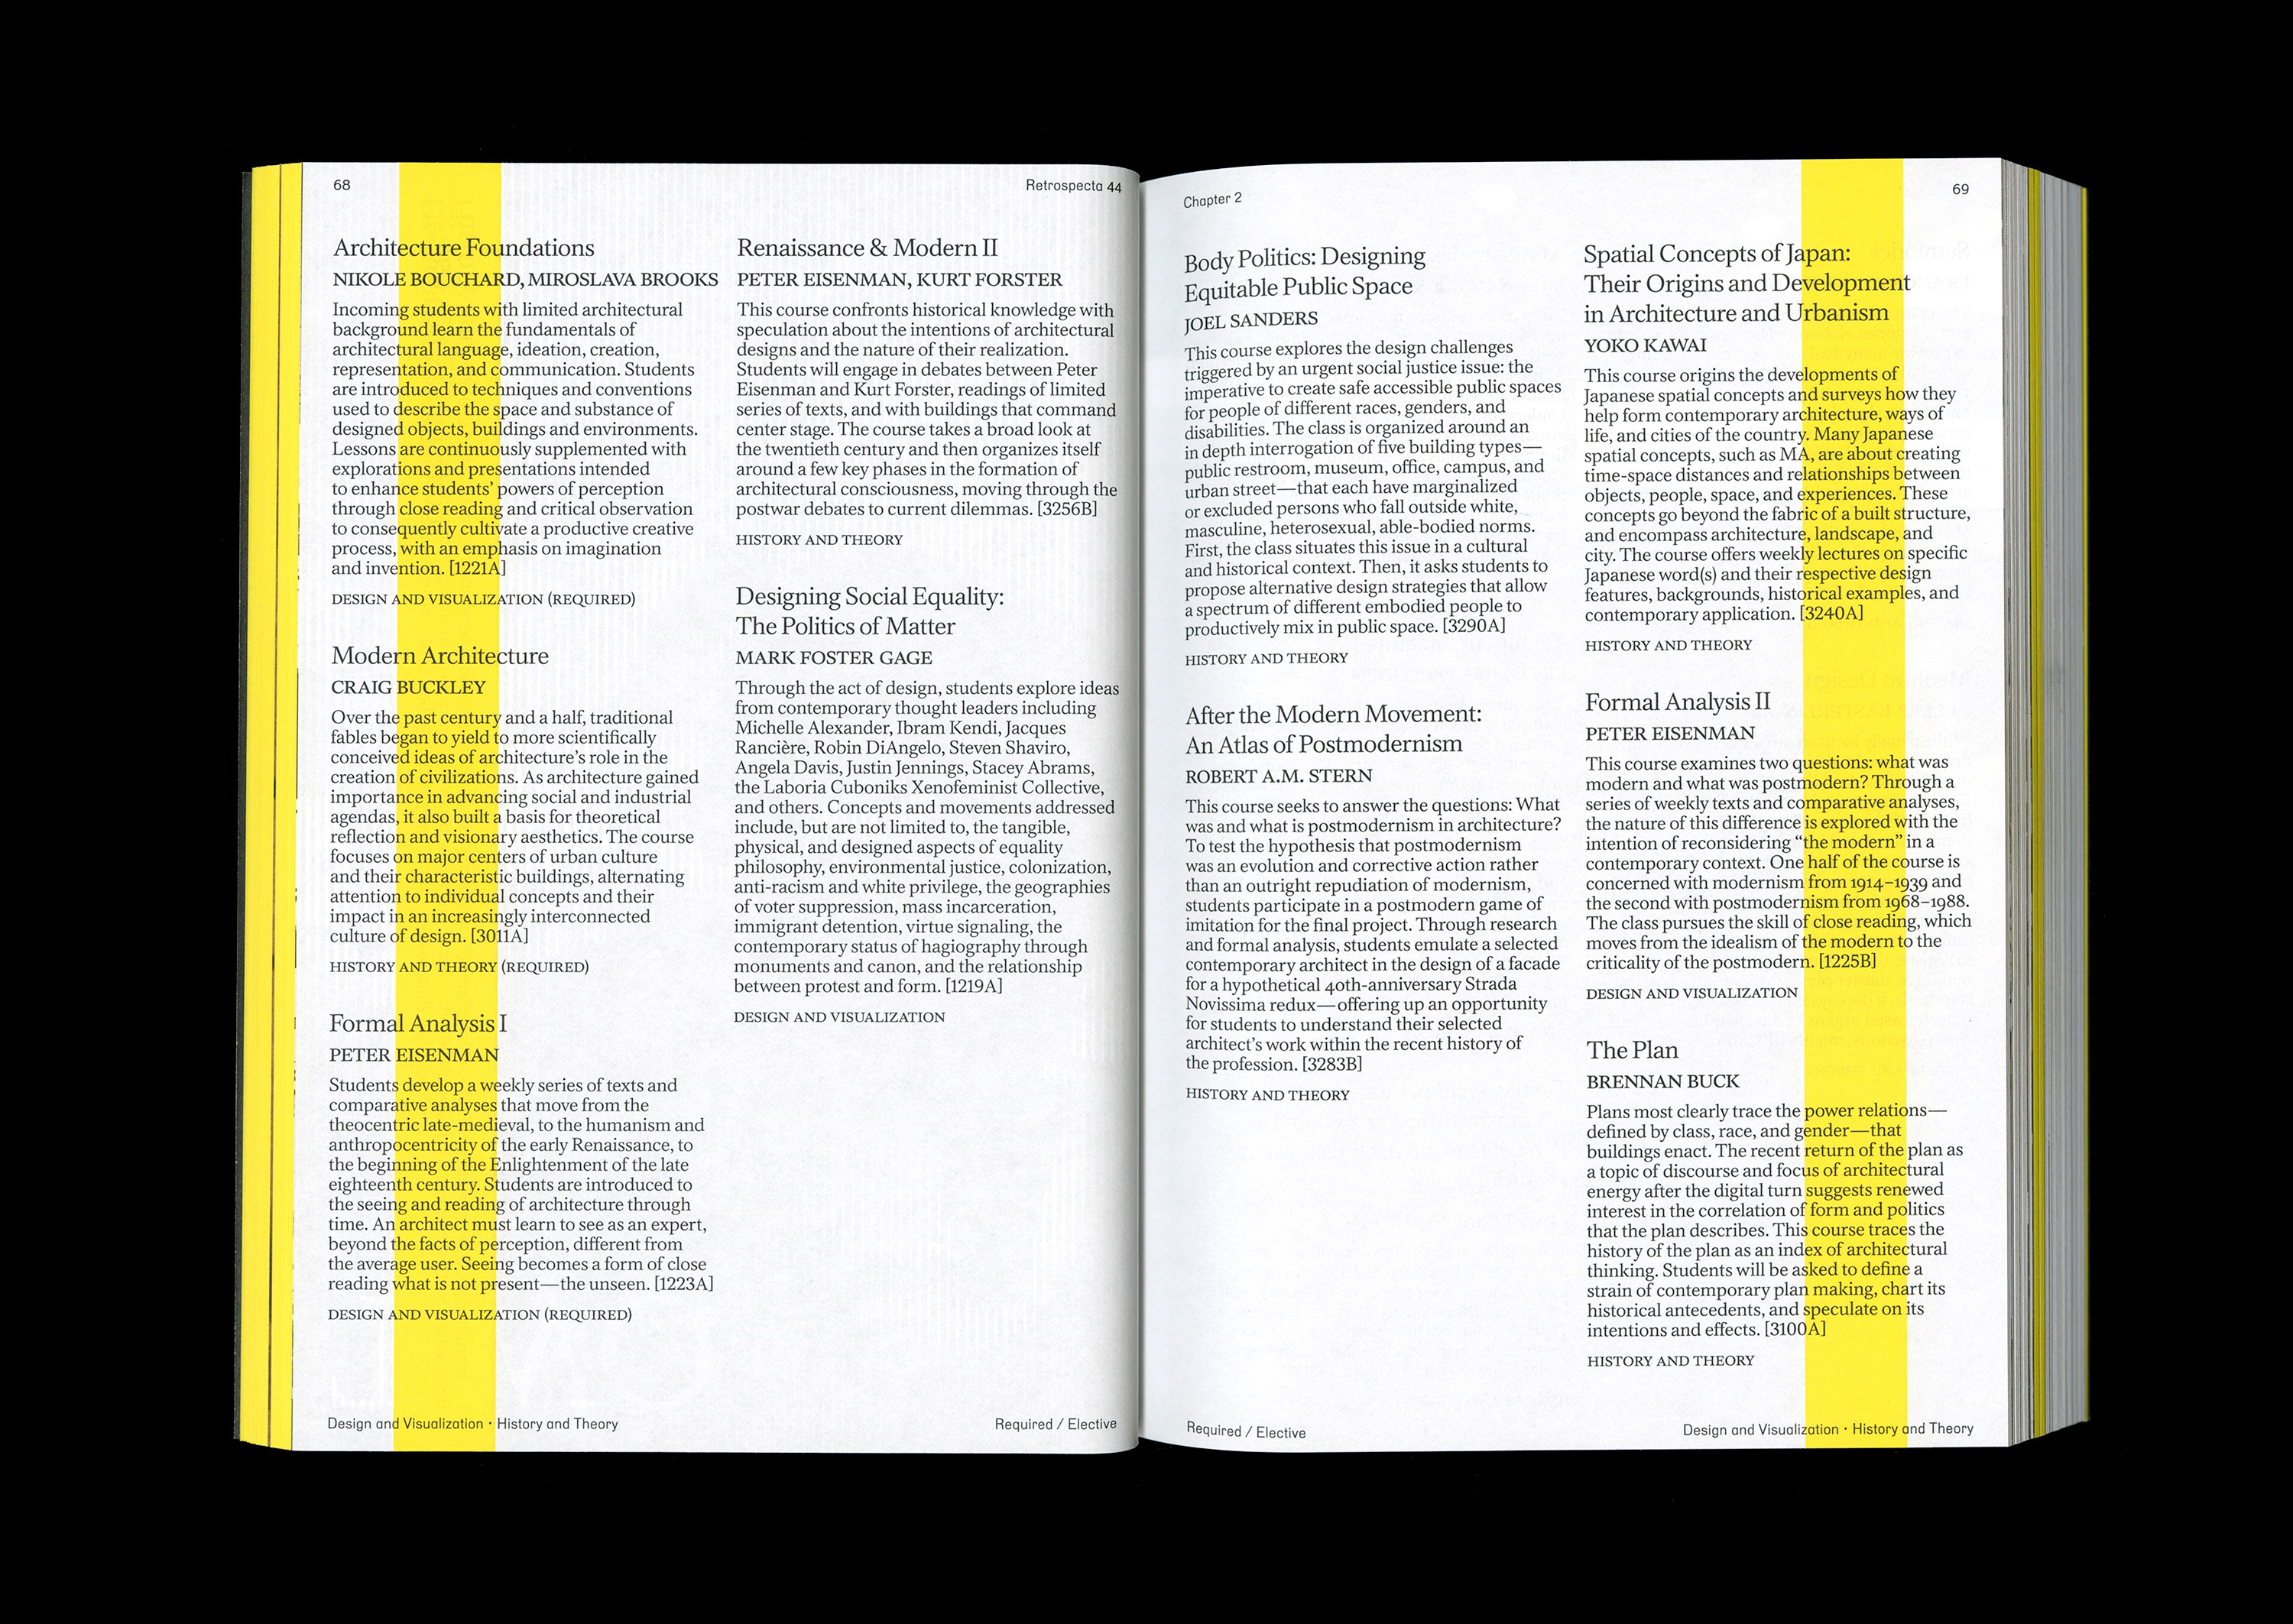 68
Retrospecta 44
Architecture Foundations
NIKOLE BOUCHARD, MIROSLAVA BROOKS
Incoming students with limited architectural
background learn the fundamentals of
architectural language, ideation, creation,
representation, and communication. Students
are introduced to techniques and conventions
used to describe the space and substance of
designed objects, buildings and environments.
Lessons are continuously supplemented with
explorations and presentations intended
to enhance students’ powers of perception
through close reading and critical observation
to consequently cultivate a productive creative
process, with an emphasis on imagination
and invention. [1221A]
DESIGN AND VISUALIZATION (REQUIRED)
Modern Architecture
CRAIG BUCKLEY
Over the past century and a half, traditional
fables began to yield to more scientifically
conceived ideas of architecture’s role in the
creation of civilizations. As architecture gained
importance in advancing social and industrial
agendas, it also built a basis for theoretical
reflection and visionary aesthetics. The course
focuses on major centers of urban culture
and their characteristic buildings, alternating
attention to individual concepts and their
impact in an increasingly interconnected
culture of design. [3011A]
HISTORY AND THEORY (REQUIRED)
Formal Analysis I
PETER EISENMAN
Students develop a weekly series of texts and
comparative analyses that move from the
theocentric late-medieval, to the humanism and
anthropocentricity of the early Renaissance, to
the beginning of the Enlightenment of the late
eighteenth century. Students are introduced to
the seeing and reading of architecture through
time. An architect must learn to see as an expert,
beyond the facts of perception, different from
the average user. Seeing becomes a form of close
reading what is not present—the unseen. [1223A]
DESIGN AND VISUALIZATION (REQUIRED)
Renaissance & Modern II
PETER EISENMAN, KURT FORSTER
This course confronts historical knowledge with
speculation about the intentions of architectural
designs and the nature of their realization.
Students will engage in debates between Peter
Eisenman and Kurt Forster, readings of limited
series of texts, and with buildings that command
center stage. The course takes a broad look at
the twentieth century and then organizes itself
around a few key phases in the formation of
architectural consciousness, moving through the
postwar debates to current dilemmas. [3256B]
HISTORY AND THEORY
Designing Social Equality:
The Politics of Matter
MARK FOSTER GAGE
Through the act of design, students explore ideas
from contemporary thought leaders including
Michelle Alexander, Ibram Kendi, Jacques
Rancière, Robin DiAngelo, Steven Shaviro,
Angela Davis, Justin Jennings, Stacey Abrams,
the Laboria Cuboniks Xenofeminist Collective,
and others. Concepts and movements addressed
include, but are not limited to, the tangible,
physical, and designed aspects of equality
philosophy, environmental justice, colonization,
anti-racism and white privilege, the geographies
of voter suppression, mass incarceration,
immigrant detention, virtue signaling, the
contemporary status of hagiography through
monuments and canon, and the relationship
between protest and form. [1219A]
DESIGN AND VISUALIZATION
Design and Visualization · History and Theory
Required / Elective
Chapter 2
69
Body Politics: Designing
Equitable Public Space
JOEL SANDERS
This course explores the design challenges
triggered by an urgent social justice issue: the
imperative to create safe accessible public spaces
for people of different races, genders, and
disabilities. The class is organized around an
in depth interrogation of five building types—
public restroom, museum, office, campus, and
urban street—that each have marginalized
or excluded persons who fall outside white,
masculine, heterosexual, able-bodied norms.
First, the class situates this issue in a cultural
and historical context. Then, it asks students to
propose alternative design strategies that allow
a spectrum of different embodied people to
productively mix in public space. [3290A]
HISTORY AND THEORY
After the Modern Movement:
An Atlas of Postmodernism
ROBERT A.M. STERN
This course seeks to answer the questions: What
was and what is postmodernism in architecture?
To test the hypothesis that postmodernism
was an evolution and corrective action rather
than an outright repudiation of modernism,
students participate in a postmodern game of
imitation for the final project. Through research
and formal analysis, students emulate a selected
contemporary architect in the design of a facade
for a hypothetical 40th-anniversary Strada
Novissima redux—offering up an opportunity
for students to understand their selected
architect’s work within the recent history of
the profession. [3283B]
HISTORY AND THEORY
Spatial Concepts of Japan:
Their Origins and Development
in Architecture and Urbanism
YOKO KAWAI
This course origins the developments of
Japanese spatial concepts and surveys how they
help form contemporary architecture, ways of
life, and cities of the country. Many Japanese
spatial concepts, such as MA, are about creating
time-space distances and relationships between
objects, people, space, and experiences. These
concepts go beyond the fabric of a built structure,
and encompass architecture, landscape, and
city. The course offers weekly lectures on specific
Japanese word(s) and their respective design
features, backgrounds, historical examples, and
contemporary application. [3240A]
HISTORY AND THEORY
Formal Analysis II
PETER EISENMAN
This course examines two questions: what was
modern and what was postmodern? Through a
series of weekly texts and comparative analyses,
the nature of this difference is explored with the
intention of reconsidering “the modern” in a
contemporary context. One half of the course is
concerned with modernism from 1914–1939 and
the second with postmodernism from 1968–1988.
The class pursues the skill of close reading, which
moves from the idealism of the modern to the
criticality of the postmodern. [1225B]
DESIGN AND VISUALIZATION
The Plan
BRENNAN BUCK
Plans most clearly trace the power relations—
defined by class, race, and gender—that
buildings enact. The recent return of the plan as
a topic of discourse and focus of architectural
energy after the digital turn suggests renewed
interest in the correlation of form and politics
that the plan describes. This course traces the
history of the plan as an index of architectural
thinking. Students will be asked to define a
strain of contemporary plan making, chart its
historical antecedents, and speculate on its
intentions and effects. [3100A]
HISTORY AND THEORY
Required / Elective
Design and Visualization · History and Theory